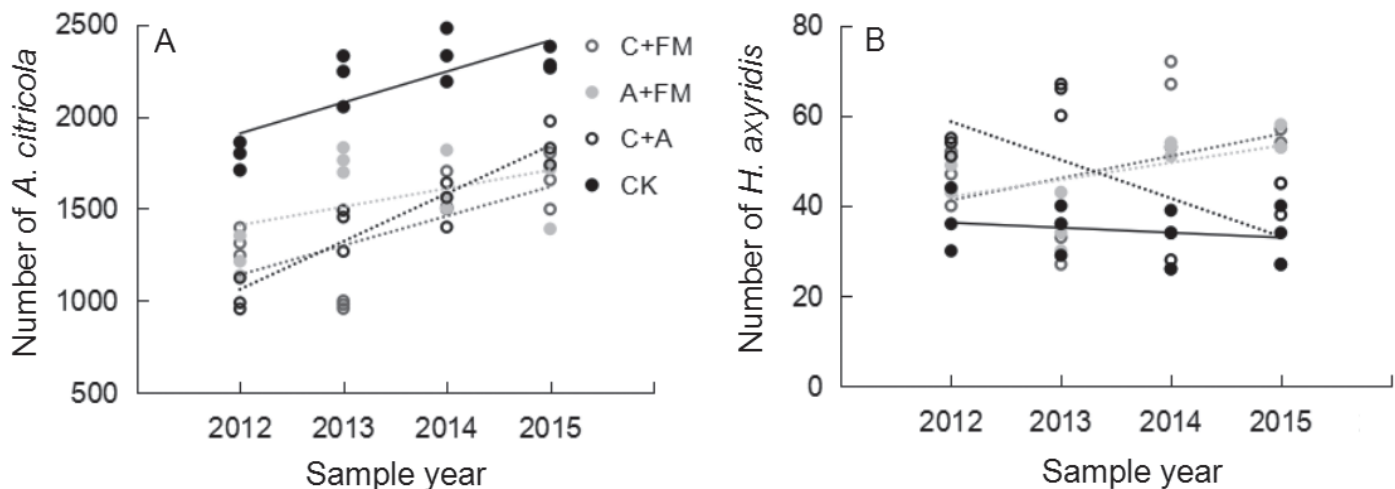 A
Number of A. citricola
2500
2000
1500
1000
500
2012 2013 2014 2015
Sample year
C+FM
A+FM
C+A
CK
B
Number of H. axyridis
80
60
40
20
0
2012 2013 2014 2015
Sample year